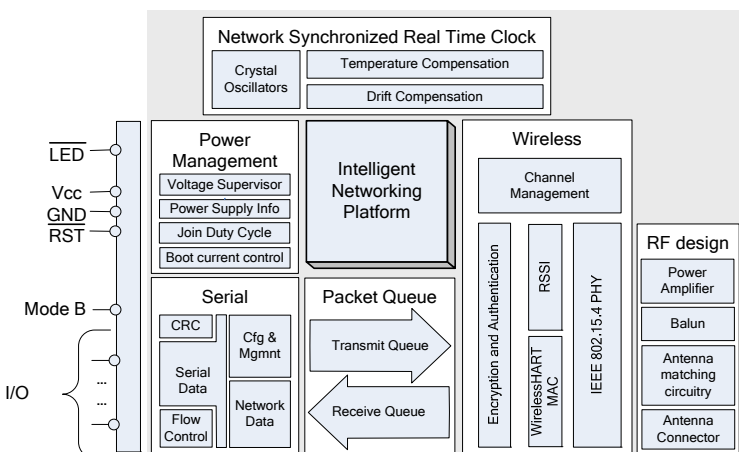 Network Synchronized Real Time Clock
Crystal
Oscillators
Temperature Compensation
Drift Compensation
LED
Vcc
GND
RST
Mode B
I/O
...
...
Power
Management
Voltage Supervisor
Power Supply Info
Join Duty Cycle
Boot current control
Intelligent
Networking
Platform
Serial
CRC
Serial
Data
Flow
Control
Cfg &
Mgmnt
Network
Data
Packet Queue
Transmit Queue
Receive Queue
Wireless
Channel
Management
Encryption and Authentication
RSSI
WirelessHART
MAC
IEEE 802.15.4 PHY
RF design
Power
Amplifier
Balun
Antenna
matching
circuitry
Antenna
Connector